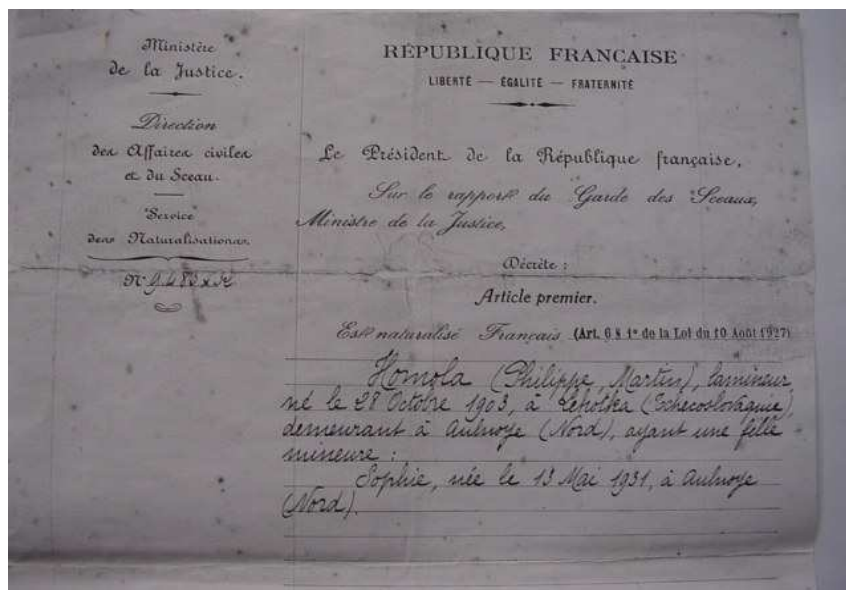 Ministère
de la Justice.
Direction
des Affaires civiles
et du Sceau.
Service
des Naturalisations.
RÉPUBLIQUE FRANÇAISE
LIBERTÉ — ÉGALITÉ — FRATERNITÉ
Le Président de la République française,
Sur le rapport du Garde des Sceaux,
Ministre de la Justice,
Décrète :
Article premier.
Est naturalisé Français (Art. 6 § 1º de la Loi du 10 Août 1927)
Homola (Philippe, Martin), lamineur,
né le 28 Octobre 1903, à (Tchécoslovaquie),
demeurant à Aulnoye (Nord), ayant une fille
mineure :
Sophie, née le 13 Mai 1931, à Aulnoye
(Nord).